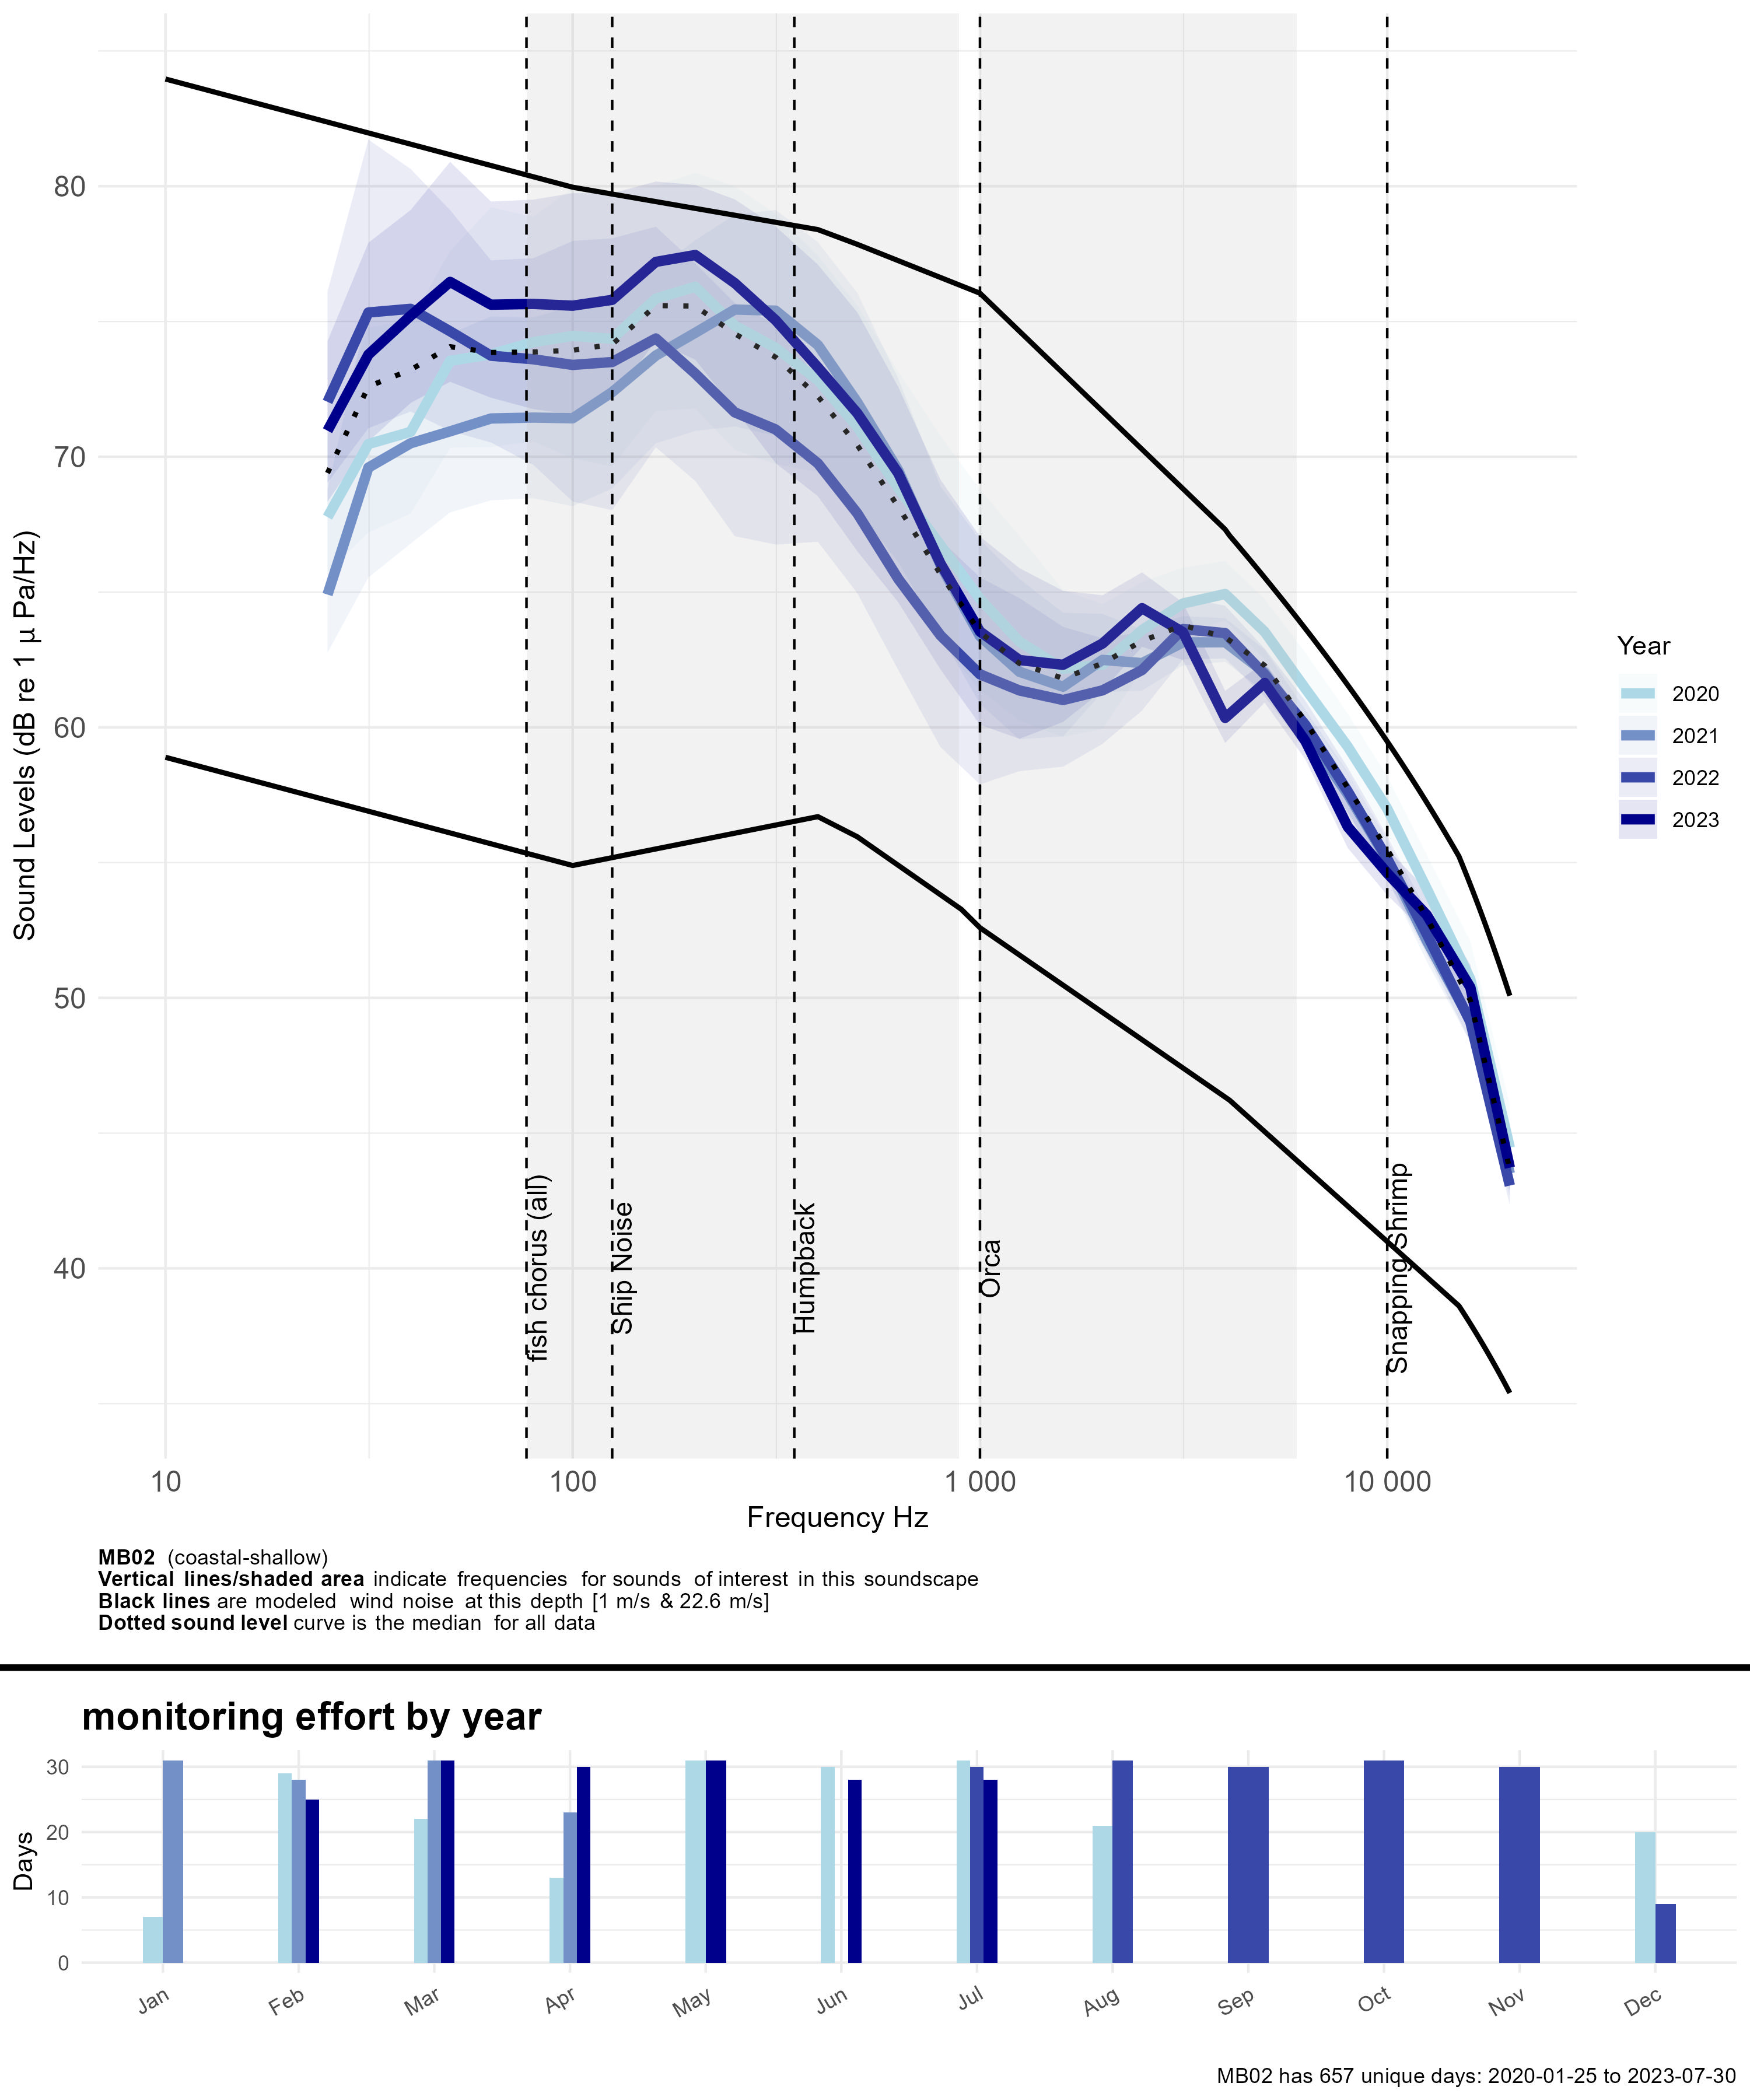 80
70
60
50
40
Sound Levels (dB re 1 µ Pa/Hz)
fish chorus (all)
Ship Noise
Humpback
Orca
Snapping Shrimp
10
100
1 000
10 000
Frequency Hz
Year
2020
2021
2022
2023
MB02 (coastal-shallow)
Vertical lines/shaded area indicate frequencies for sounds of interest in this soundscape
Black lines are modeled wind noise at this depth [1 m/s & 22.6 m/s]
Dotted sound level curve is the median for all data
monitoring effort by year
30
20
10
0
Days
Jan
Feb
Mar
Apr
May
Jun
Jul
Aug
Sep
Oct
Nov
Dec
MB02 has 657 unique days: 2020-01-25 to 2023-07-30